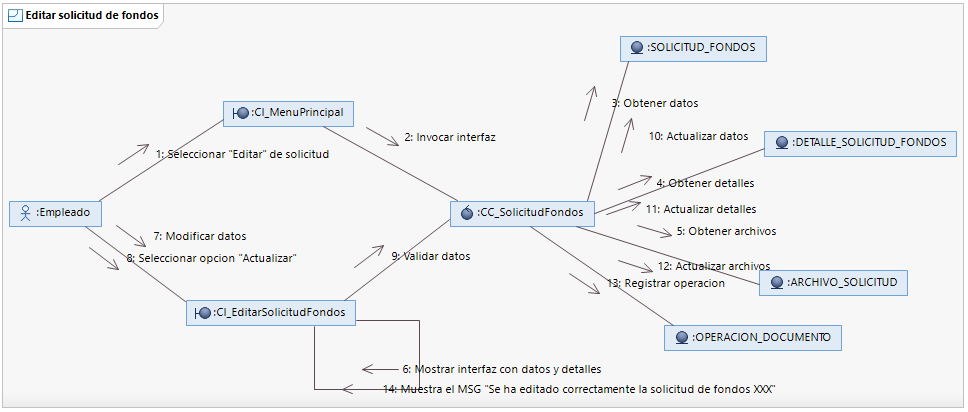 Editar solicitud de fondos
:SOLICITUD_FONDOS
3: Obtener datos
:CI_MenuPrincipal
2: Invocar interfaz
10: Actualizar datos
:DETALLE_SOLICITUD_FONDOS
1: Seleccionar "Editar" de solicitud
4: Obtener detalles
:Empleado
:CC_SolicitudFondos
11: Actualizar detalles
7: Modificar datos
5: Obtener archivos
8: Seleccionar opcion "Actualizar"
9: Validar datos
12: Actualizar archivos
13: Registrar operacion
:ARCHIVO_SOLICITUD
:CI_EditarSolicitudFondos
:OPERACION_DOCUMENTO
6: Mostrar interfaz con datos y detalles
14: Muestra el MSG "Se ha editado correctamente la solicitud de fondos XXX"